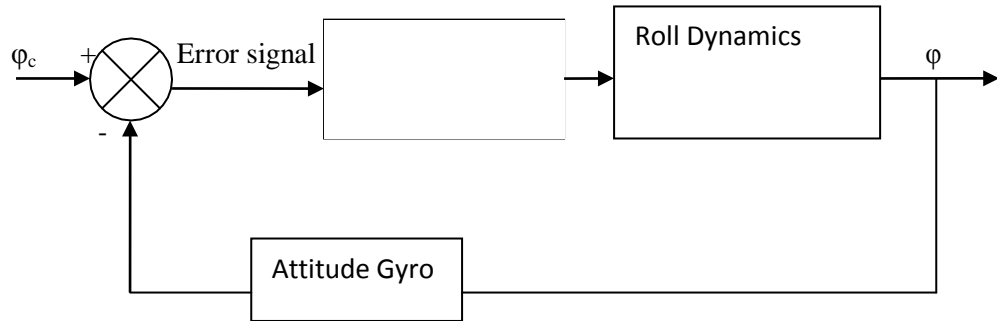 Roll Dynamics
φc
+
Error signal
φ
-
Attitude Gyro